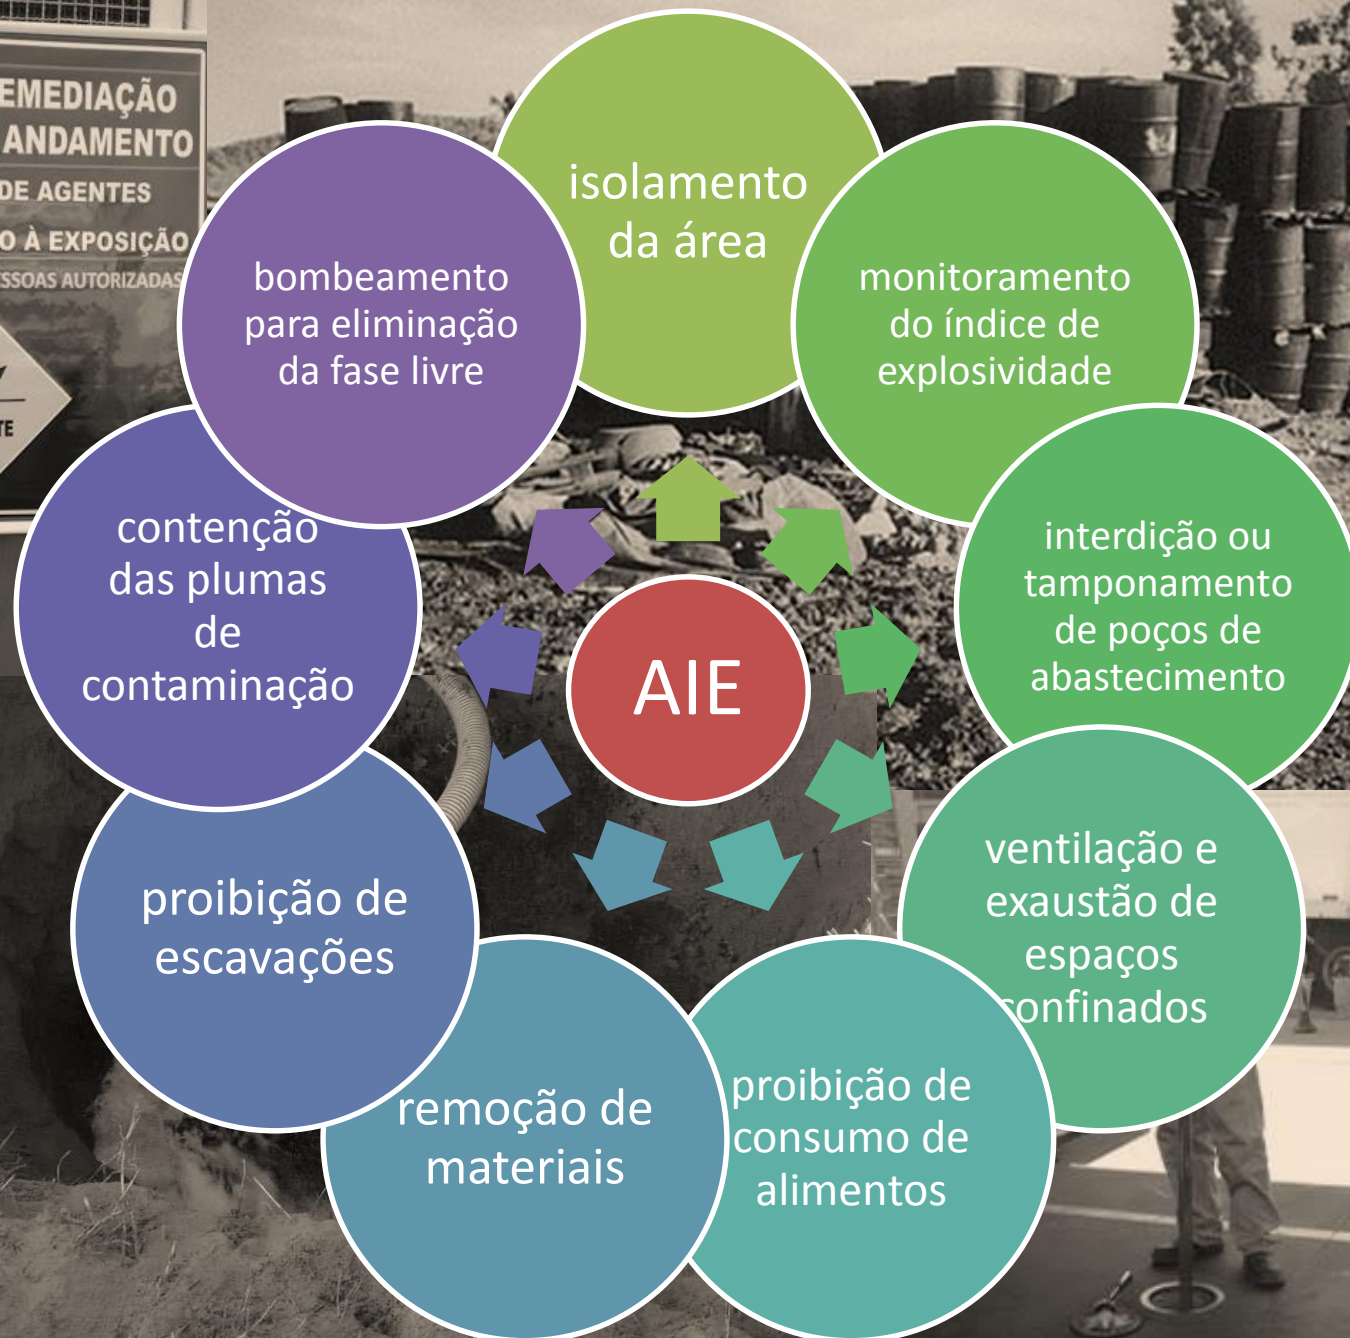 EMEDIAÇÃO
ANDAMENTO
DE AGENTES
O À EXPOSIÇÃO
SSOAS AUTORIZADAS
TE
isolamento
da área
monitoramento
do índice de
explosividade
interdição ou
tamponamento
de poços de
abastecimento
ventilação e
exaustão de
espaços
confinados
proibição de
consumo de
alimentos
remoção de
materiais
proibição de
escavações
contenção
das plumas
de
contaminação
bombeamento
para eliminação
da fase livre
AIE